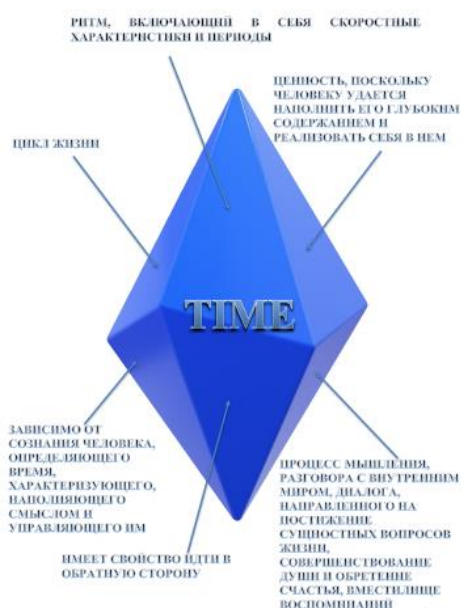 РИТМ, ВКЛЮЧАЮЩИЙ В СЕБЯ СКОРОСТНЫЕ
ХАРАКТЕРИСТИКИ И ПЕРИОДЫ
ЦЕННОСТЬ, ПОСКОЛЬКУ
ЧЕЛОВЕКУ УДАЕТСЯ
НАПОЛНИТЬ ЕГО ГЛУБОКИМ
СОДЕРЖАНИЕМ И
РЕАЛИЗОВАТЬ СЕБЯ В НЕМ
ЦИКЛ ЖИЗНИ
TIME
ЗАВИСИМО ОТ
СОЗНАНИЯ ЧЕЛОВЕКА,
ОПРЕДЕЛЯЮЩЕГО
ВРЕМЯ,
ХАРАКТЕРИЗУЮЩЕГО,
НАПОЛНЯЮЩЕГО
СМЫСЛОМ И
УПРАВЛЯЮЩЕГО ИМ
ИМЕЕТ СВОЙСТВО ИДТИ В
ОБРАТНУЮ СТОРОНУ
ПРОЦЕСС МЫШЛЕНИЯ,
РАЗГОВОРА С ВНУТРЕННИМ
МИРОМ, ДИАЛОГА,
НАПРАВЛЕННОГО НА
ПОСТИЖЕНИЕ
СУЩНОСТНЫХ ВОПРОСОВ
ЖИЗНИ,
СОВЕРШЕНСТВОВАНИЕ
ДУШИ И ОБРЕТЕНИЕ
СЧАСТЬЯ, ВМЕСТИЛИЩЕ
ВОСПОМИНАНИЙ